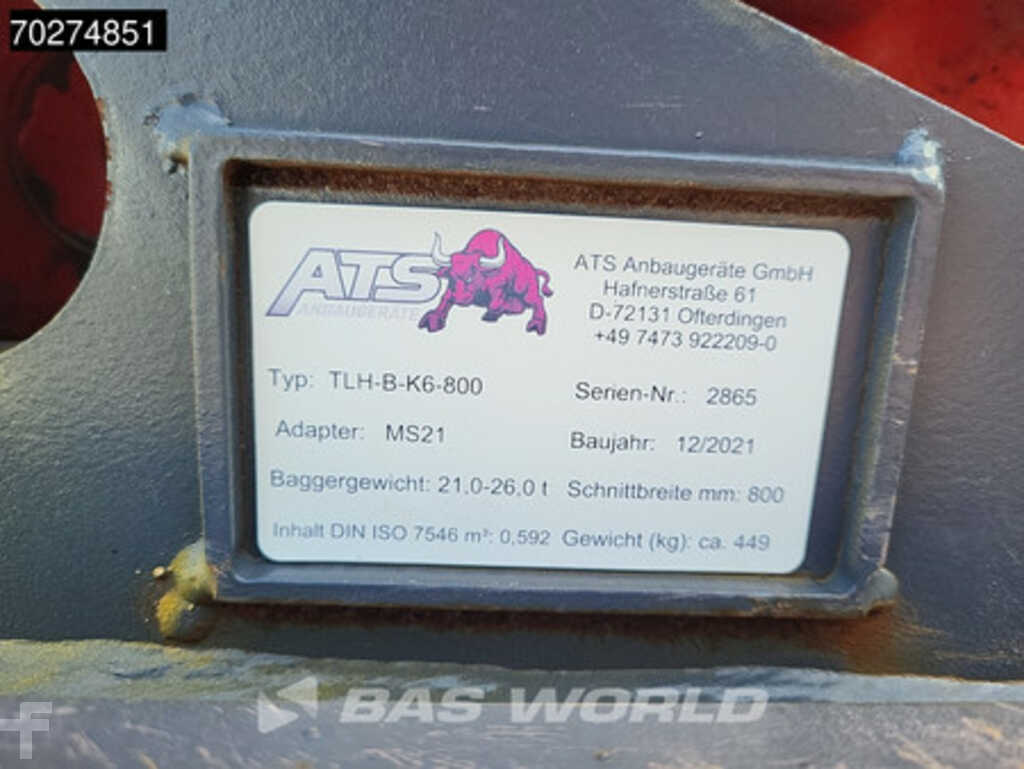 70274851
ATS
ANBAUGERÄTE
ATS Anbaugeräte GmbH
Hafnerstraße 61
D-72131 Ofterdingen
+49 7473 922209-0
Typ: TLH-B-K6-800 Serien-Nr.: 2865
Adapter: MS21 Baujahr: 12/2021
Baggergewicht: 21,0-26,0 t Schnittbreite mm: 800
Inhalt DIN ISO 7546 m³: 0,592 Gewicht (kg): ca. 449
BAS WORLD